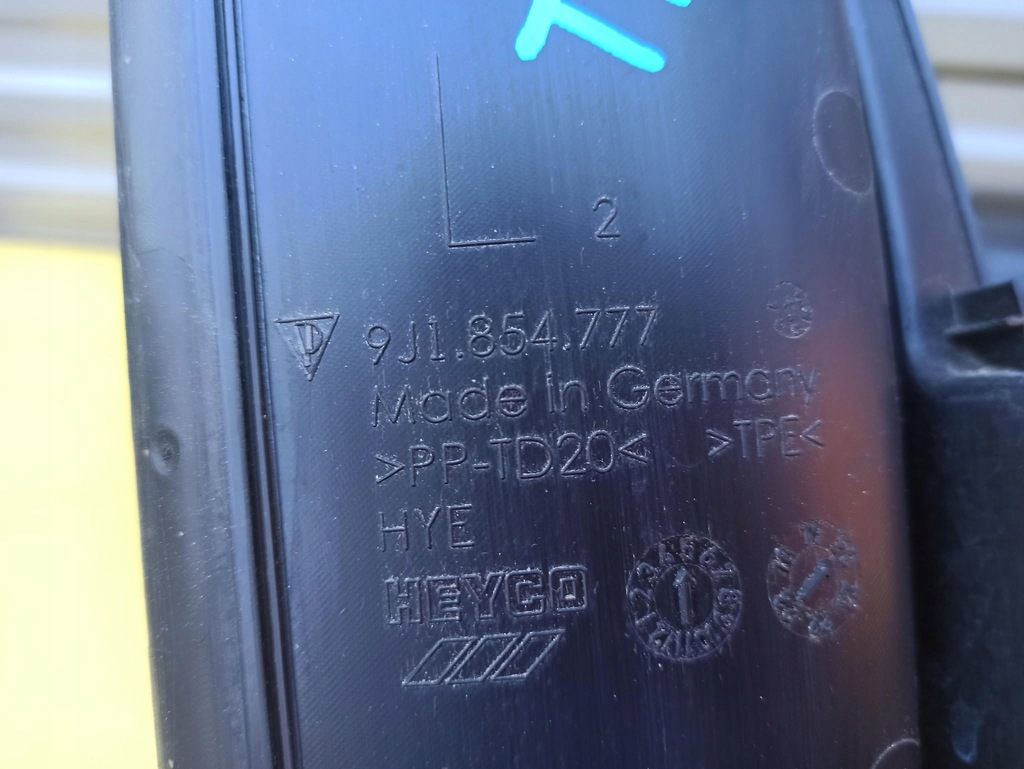 L 2
9J1.854.777
Made in Germany
>PP-TD20< >TPE<
HYE
HEYCO